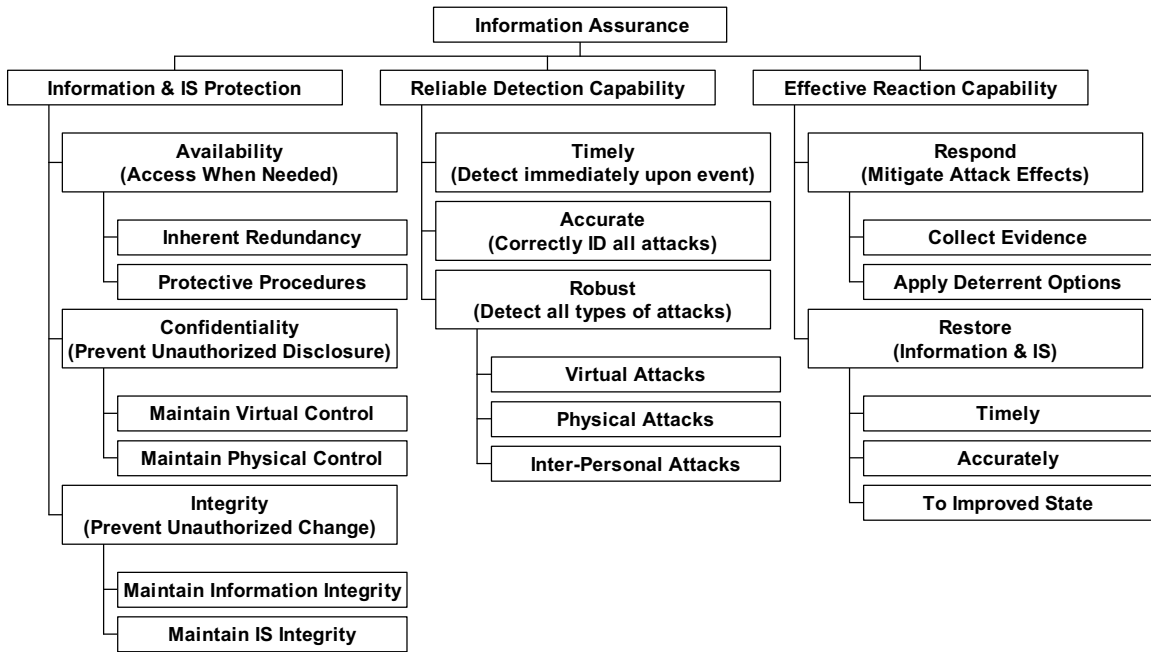 Information Assurance
Information & IS Protection
Availability
(Access When Needed)
Inherent Redundancy
Protective Procedures
Confidentiality
(Prevent Unauthorized Disclosure)
Maintain Virtual Control
Maintain Physical Control
Integrity
(Prevent Unauthorized Change)
Maintain Information Integrity
Maintain IS Integrity
Reliable Detection Capability
Timely
(Detect immediately upon event)
Accurate
(Correctly ID all attacks)
Robust
(Detect all types of attacks)
Virtual Attacks
Physical Attacks
Inter-Personal Attacks
Effective Reaction Capability
Respond
(Mitigate Attack Effects)
Collect Evidence
Apply Deterrent Options
Restore
(Information & IS)
Timely
Accurately
To Improved State